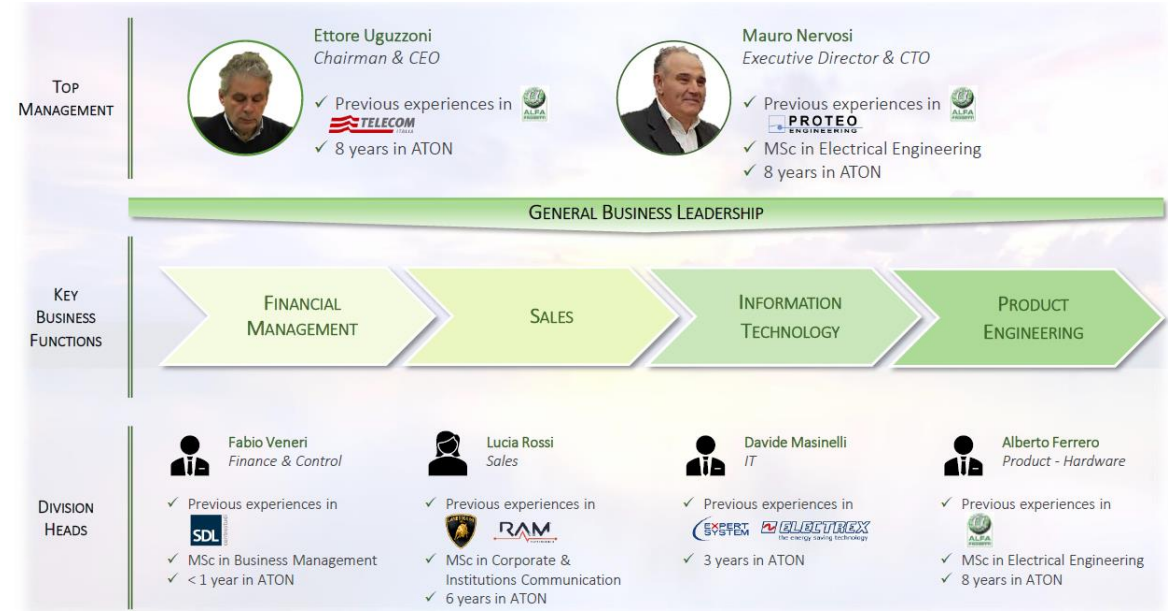 TOP
MANAGEMENT
Ettore Uguzzoni
Chairman & CEO
✓ Previous experiences in
TELECOM
ITALIA
ALFA
✓ 8 years in ATON
Mauro Nervosi
Executive Director & CTO
✓ Previous experiences in
PROTEO
ENGINEERING
ALFA
✓ MSc in Electrical Engineering
✓ 8 years in ATON
GENERAL BUSINESS LEADERSHIP
KEY
BUSINESS
FUNCTIONS
FINANCIAL
MANAGEMENT
SALES
INFORMATION
TECHNOLOGY
PRODUCT
ENGINEERING
DIVISION
HEADS
Fabio Veneri
Finance & Control
✓ Previous experiences in
SDL
✓ MSc in Business Management
✓ < 1 year in ATON
Lucia Rossi
Sales
✓ Previous experiences in
RAM
✓ MSc in Corporate &
Institutions Communication
✓ 6 years in ATON
Davide Masinelli
IT
✓ Previous experiences in
EXPERT
SYSTEM
ELECTREX
the energy saving technology
✓ 3 years in ATON
Alberto Ferrero
Product - Hardware
✓ Previous experiences in
ALFA
✓ MSc in Electrical Engineering
✓ 8 years in ATON